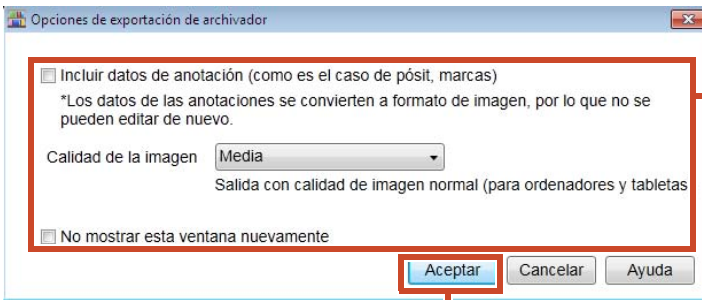 Opciones de exportación de archivador
Incluir datos de anotación (como es el caso de pósit, marcas)
*Los datos de las anotaciones se convierten a formato de imagen, por lo que no se
pueden editar de nuevo.
Calidad de la imagen Media
Salida con calidad de imagen normal (para ordenadores y tabletas
No mostrar esta ventana nuevamente
Aceptar Cancelar Ayuda